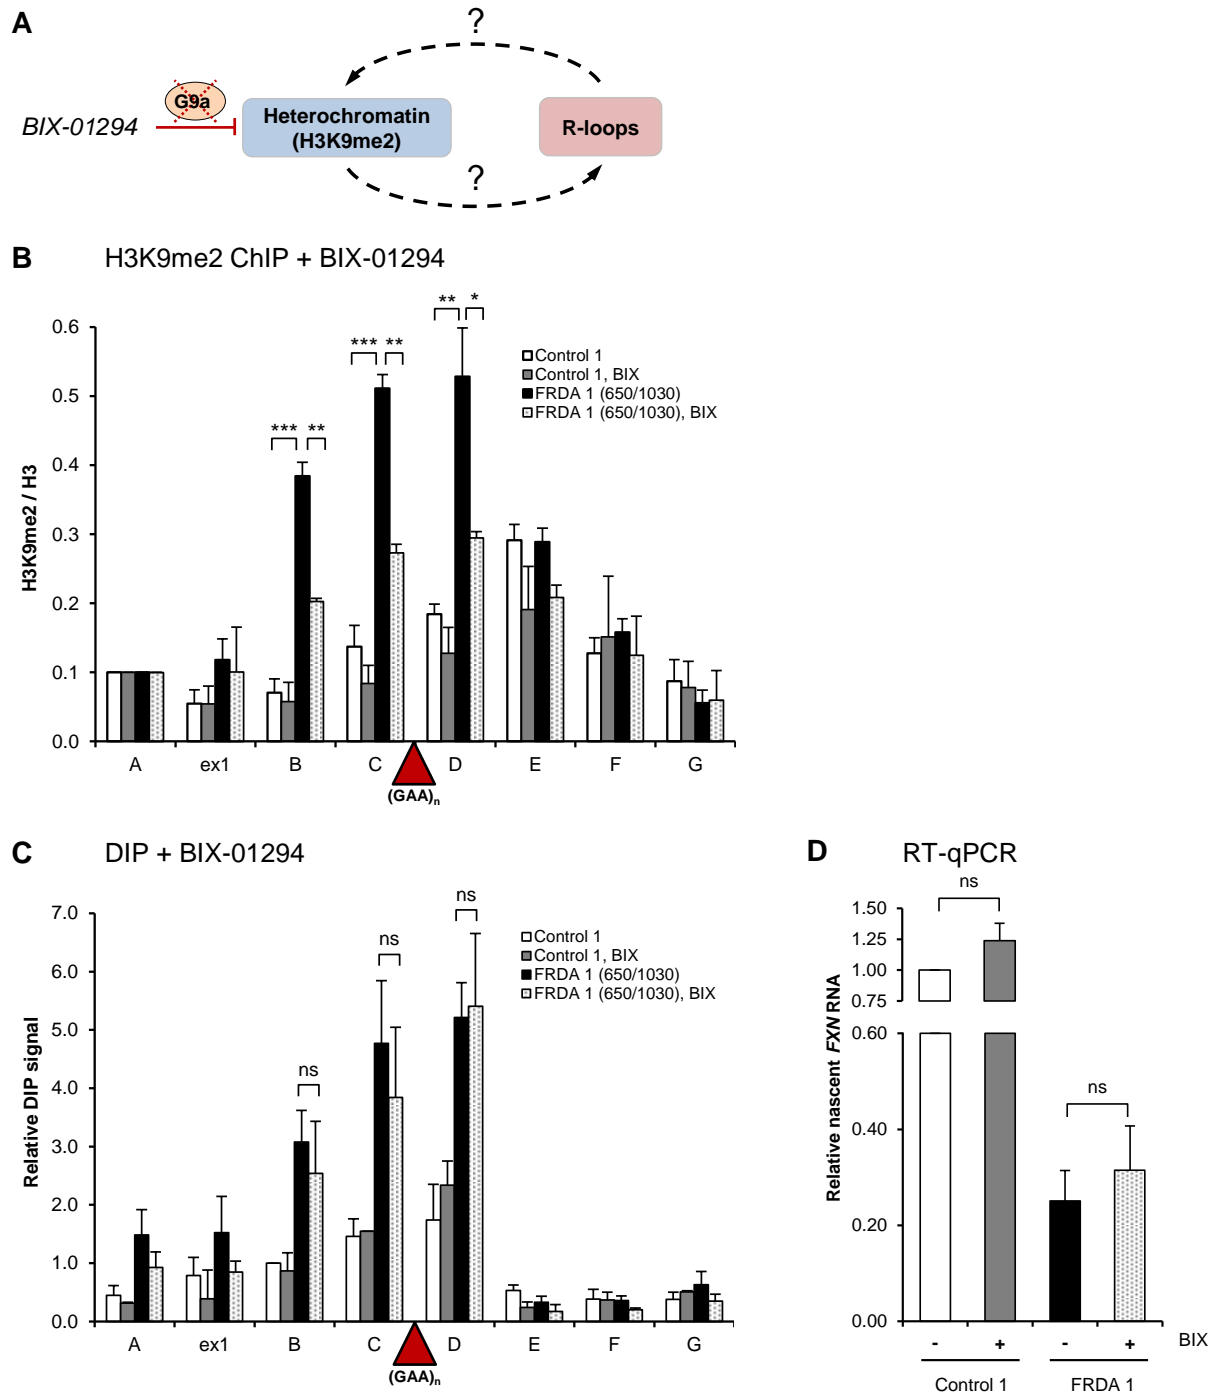 A
?
G9a
BIX-01294
Heterochromatin
(H3K9me2)
R-loops
?
B H3K9me2 ChIP + BIX-01294
H3K9me2 / H3
0.6
0.5
0.4
0.3
0.2
0.1
0.0
*** **
*** **
** *
Control 1
Control 1, BIX
FRDA 1 (650/1030)
FRDA 1 (650/1030), BIX
A ex1 B C D E F G
(GAA)n
C DIP + BIX-01294
Relative DIP signal
7.0
6.0
5.0
4.0
3.0
2.0
1.0
0.0
ns
ns
ns
Control 1
Control 1, BIX
FRDA 1 (650/1030)
FRDA 1 (650/1030), BIX
A ex1 B C D E F G
(GAA)n
D RT-qPCR
Relative nascent FXN RNA
1.50
1.25
1.00
0.75
0.60
0.40
0.20
0.00
ns
ns
- + - + BIX
Control 1 FRDA 1